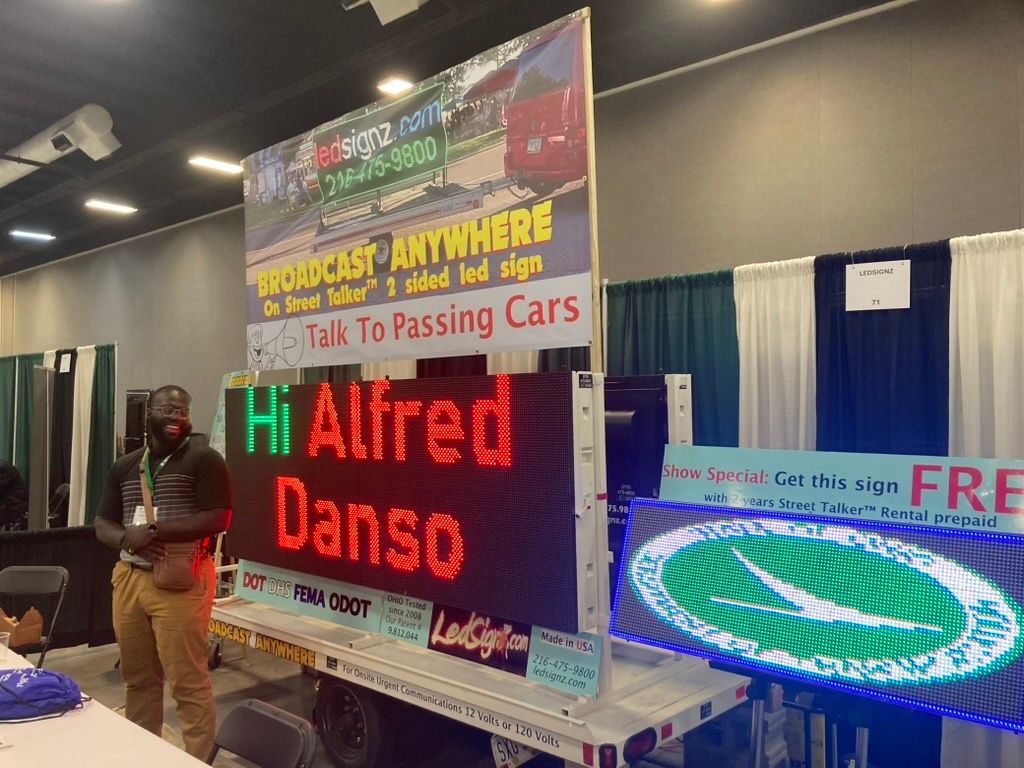 ledsignz.com
216-475-9800
BROADCAST ANYWHERE
On Street Talker™ 2 sided led sign
Talk To Passing Cars
LEDSIGNZ
71
Hi Alfred
Danso
Show Special: Get this sign FRE
with 2 years Street Talker™ Rental prepaid
DOT DHS FEMA ODOT
OHIO Tested
since 2008
Our Patent #
9,812,044
LedSignz.com
Made in USA
216-475-9800
ledsignz.com
OADCAST ANYWHERE
For Onsite Urgent Communications 12 Volts or 120 Volts